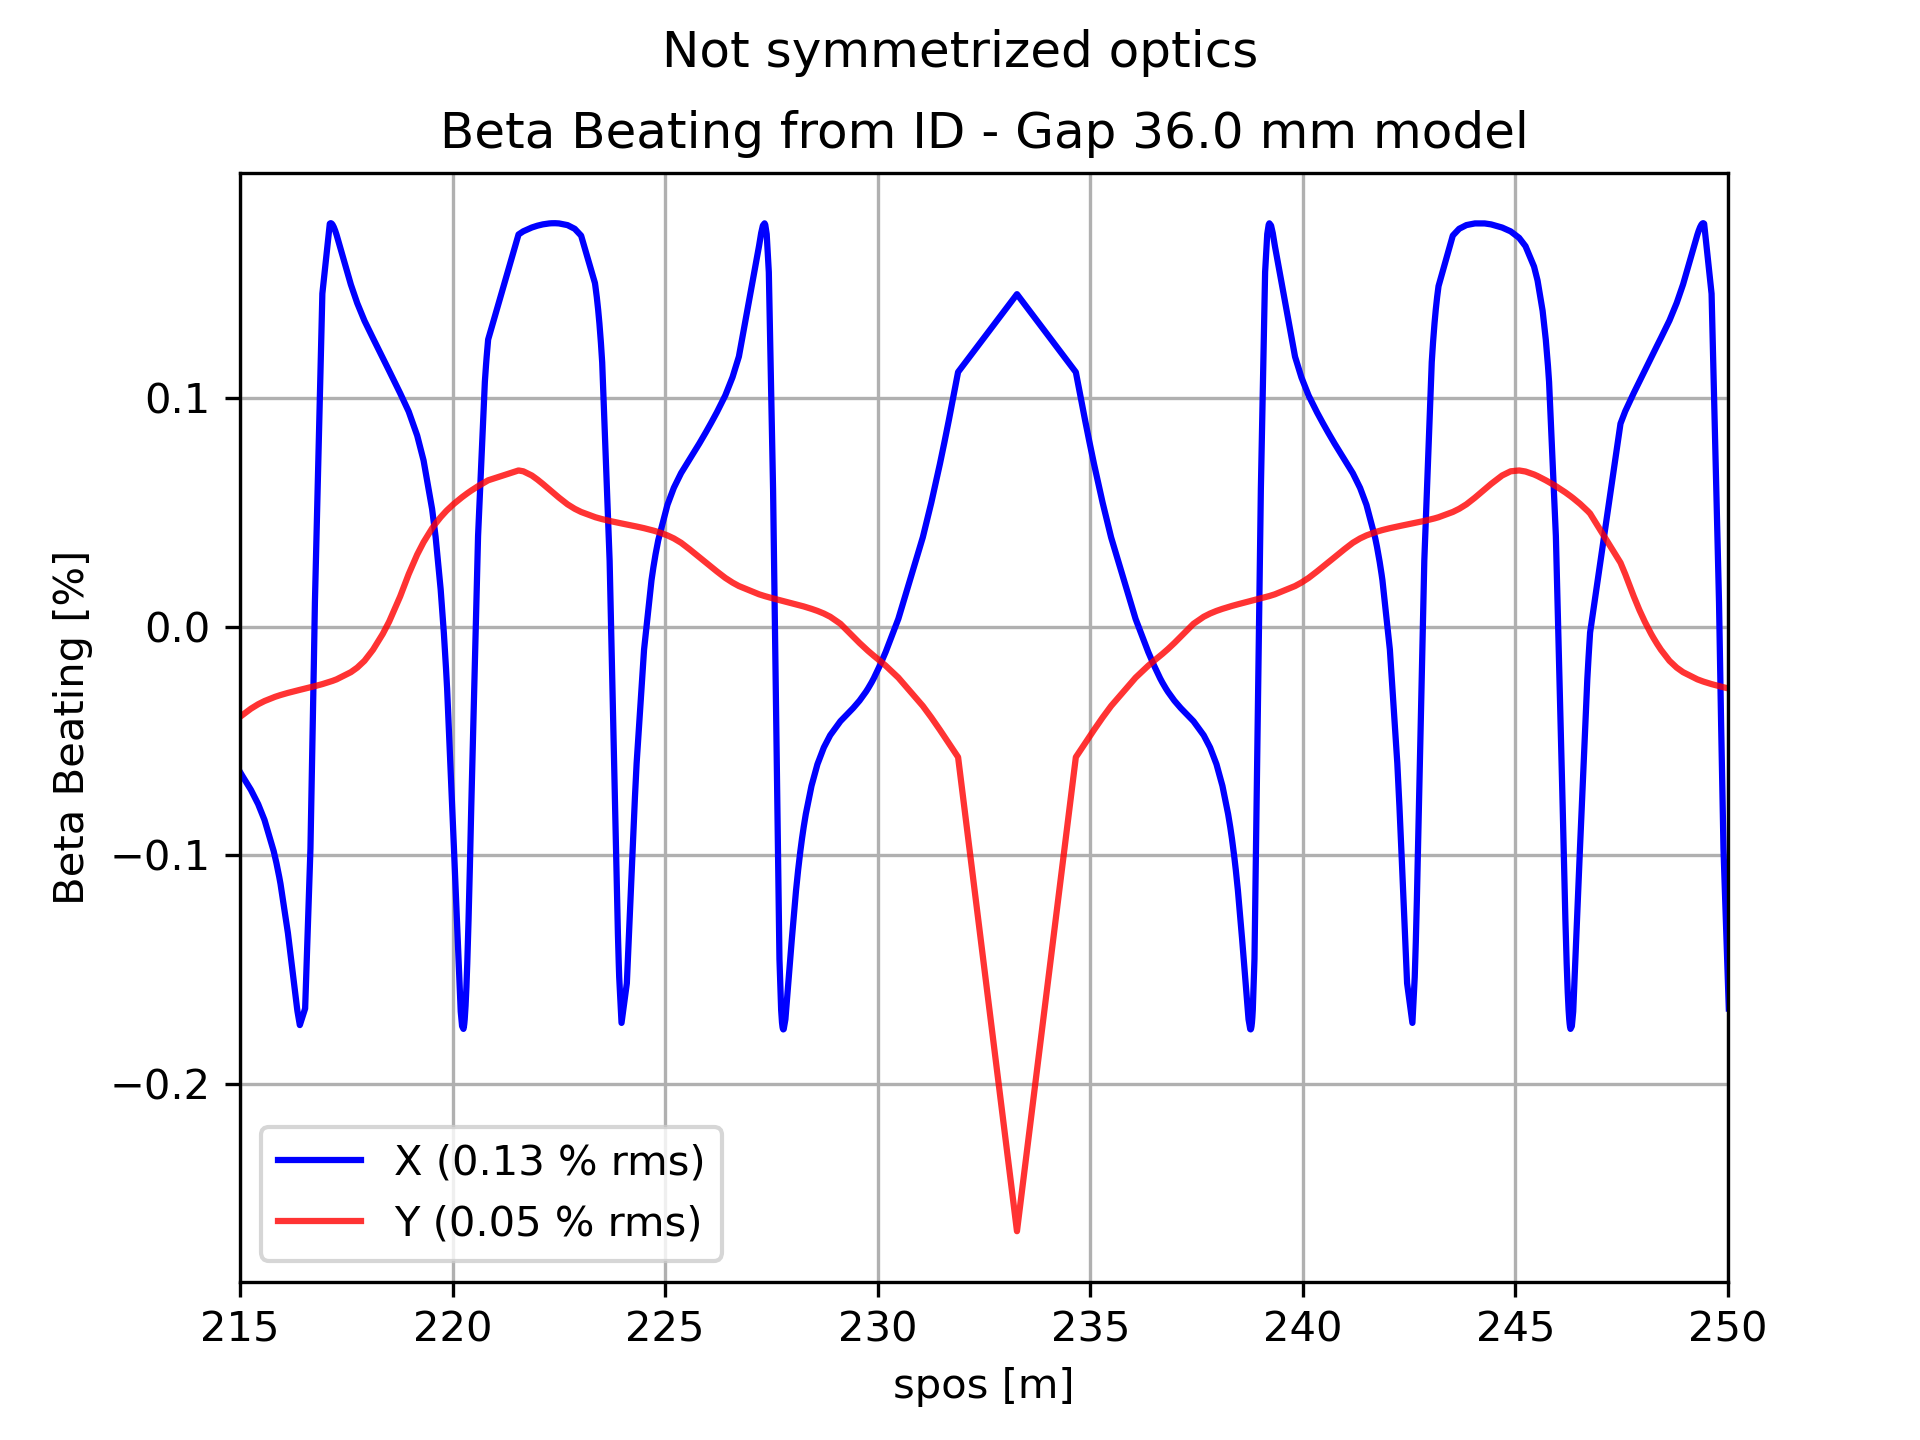 Not symmetrized optics
Beta Beating from ID - Gap 36.0 mm model
Beta Beating [%]
0.1
0.0
−0.1
−0.2
X (0.13 % rms)
Y (0.05 % rms)
215 220 225 230 235 240 245 250
spos [m]